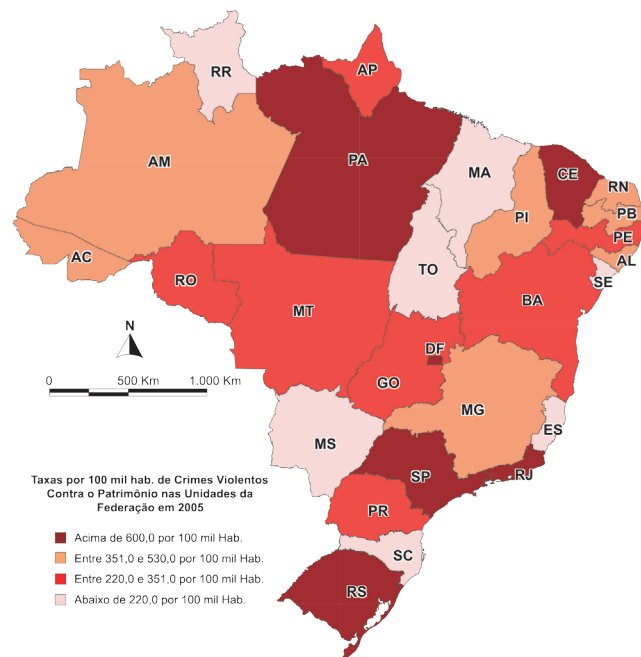 RR
AP
AM
PA
MA
CE
RN
PB
PI
PE
AL
AC
TO
SE
RO
BA
MT
N
DF
0 500 Km 1.000 Km
GO
MG
ES
MS
SP
RJ
Taxas por 100 mil hab. de Crimes Violentos
Contra o Patrimônio nas Unidades da
Federação em 2005
PR
Acima de 600,0 por 100 mil Hab.
SC
Entre 351,0 e 530,0 por 100 mil Hab.
Entre 220,0 e 351,0 por 100 mil Hab.
RS
Abaixo de 220,0 por 100 mil Hab.